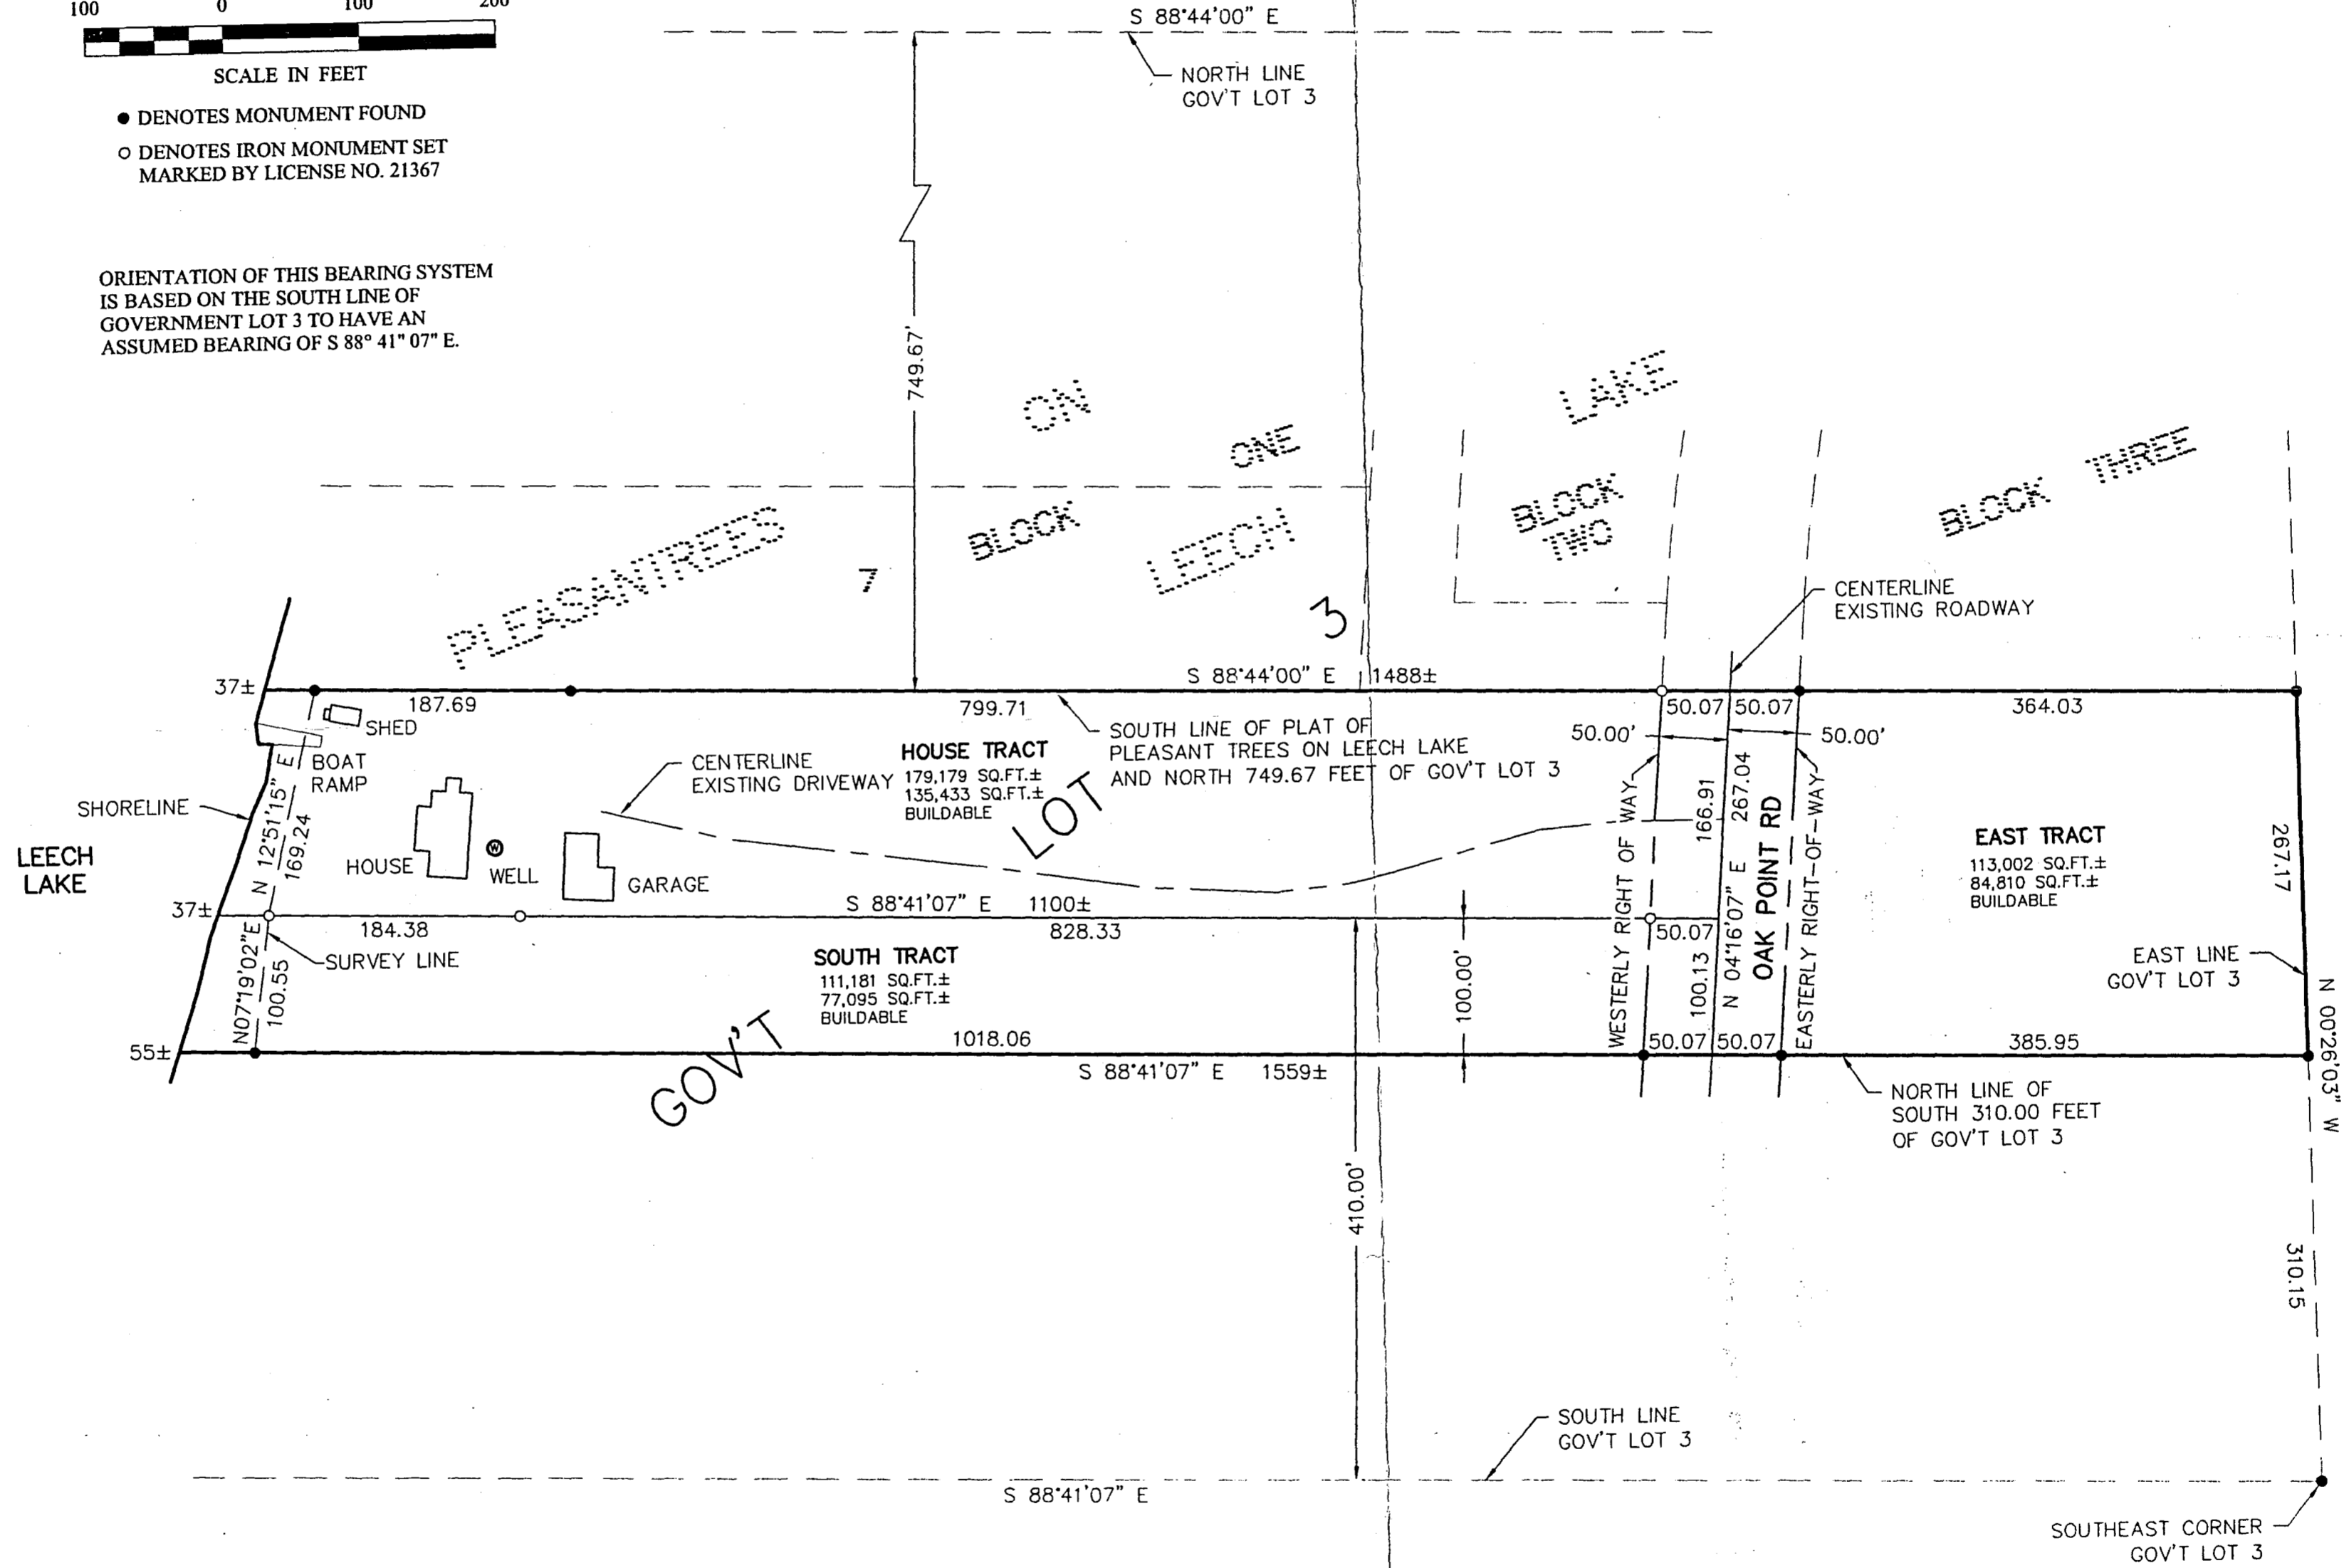 100 0 100 200
SCALE IN FEET
● DENOTES MONUMENT FOUND
○ DENOTES IRON MONUMENT SET
MARKED BY LICENSE NO. 21367
ORIENTATION OF THIS BEARING SYSTEM
IS BASED ON THE SOUTH LINE OF
GOVERNMENT LOT 3 TO HAVE AN
ASSUMED BEARING OF S 88° 41" 07" E.
S 88°44'00" E
NORTH LINE
GOV'T LOT 3
749.67'
PLEASANTREES
ON
LEECH
LAKE
BLOCK
ONE
BLOCK
TWO
BLOCK THREE
7
3
LOT
GOV'T
CENTERLINE
EXISTING ROADWAY
37±
187.69
799.71
S 88°44'00" E 1488±
50.07
50.07
364.03
SHED
BOAT
RAMP
SHORELINE
LEECH
LAKE
N 12°51'15" E
169.24
HOUSE
W
WELL
GARAGE
CENTERLINE
EXISTING DRIVEWAY
HOUSE TRACT
179,179 SQ.FT.±
135,433 SQ.FT.±
BUILDABLE
SOUTH LINE OF PLAT OF
PLEASANT TREES ON LEECH LAKE
AND NORTH 749.67 FEET OF GOV'T LOT 3
50.00'
50.00'
WESTERLY RIGHT OF WAY
166.91
267.04
N 04°16'07" E
OAK POINT RD
EASTERLY RIGHT-OF-WAY
EAST TRACT
113,002 SQ.FT.±
84,810 SQ.FT.±
BUILDABLE
267.17
EAST LINE
GOV'T LOT 3
N 00°26'03" W
37±
184.38
S 88°41'07" E 1100±
828.33
50.07
N07°19'02"E
100.55
SURVEY LINE
SOUTH TRACT
111,181 SQ.FT.±
77,095 SQ.FT.±
BUILDABLE
100.00'
100.13
55±
1018.06
50.07
50.07
385.95
S 88°41'07" E 1559±
NORTH LINE OF
SOUTH 310.00 FEET
OF GOV'T LOT 3
410.00'
310.15
SOUTH LINE
GOV'T LOT 3
S 88°41'07" E
SOUTHEAST CORNER
GOV'T LOT 3